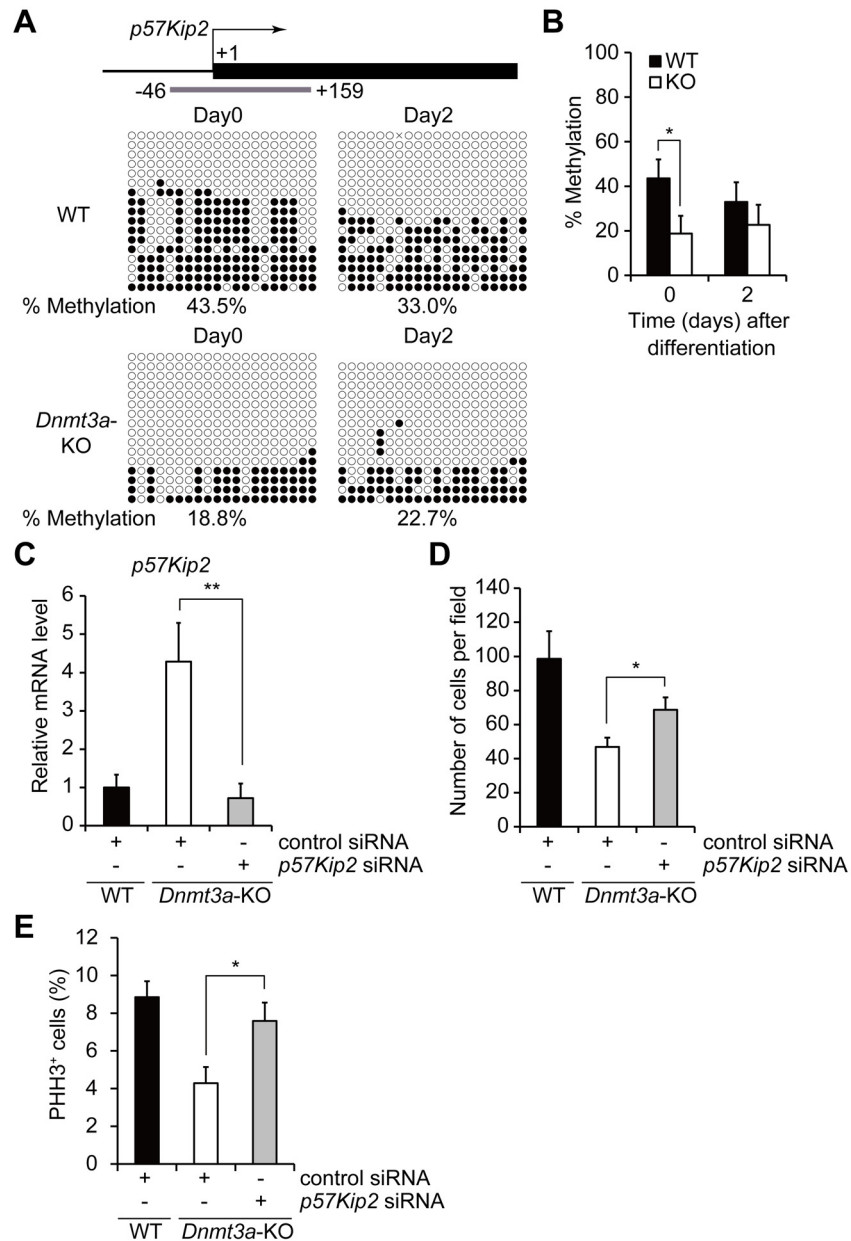 A
p57Kip2
+1
-46
+159
Day0
Day2
WT
% Methylation
43.5%
33.0%
Day0
Day2
Dnmt3a-
KO
% Methylation
18.8%
22.7%
B
100
80
60
40
20
0
% Methylation
WT
KO
*
0
2
Time (days) after
differentiation
C
p57Kip2
6
5
4
3
2
1
0
Relative mRNA level
**
+ + - control siRNA
- - + p57Kip2 siRNA
WT Dnmt3a-KO
D
140
120
100
80
60
40
20
0
Number of cells per field
*
+ + - control siRNA
- - + p57Kip2 siRNA
WT Dnmt3a-KO
E
12
10
8
6
4
2
0
PHH3+ cells (%)
*
+ + - control siRNA
- - + p57Kip2 siRNA
WT Dnmt3a-KO